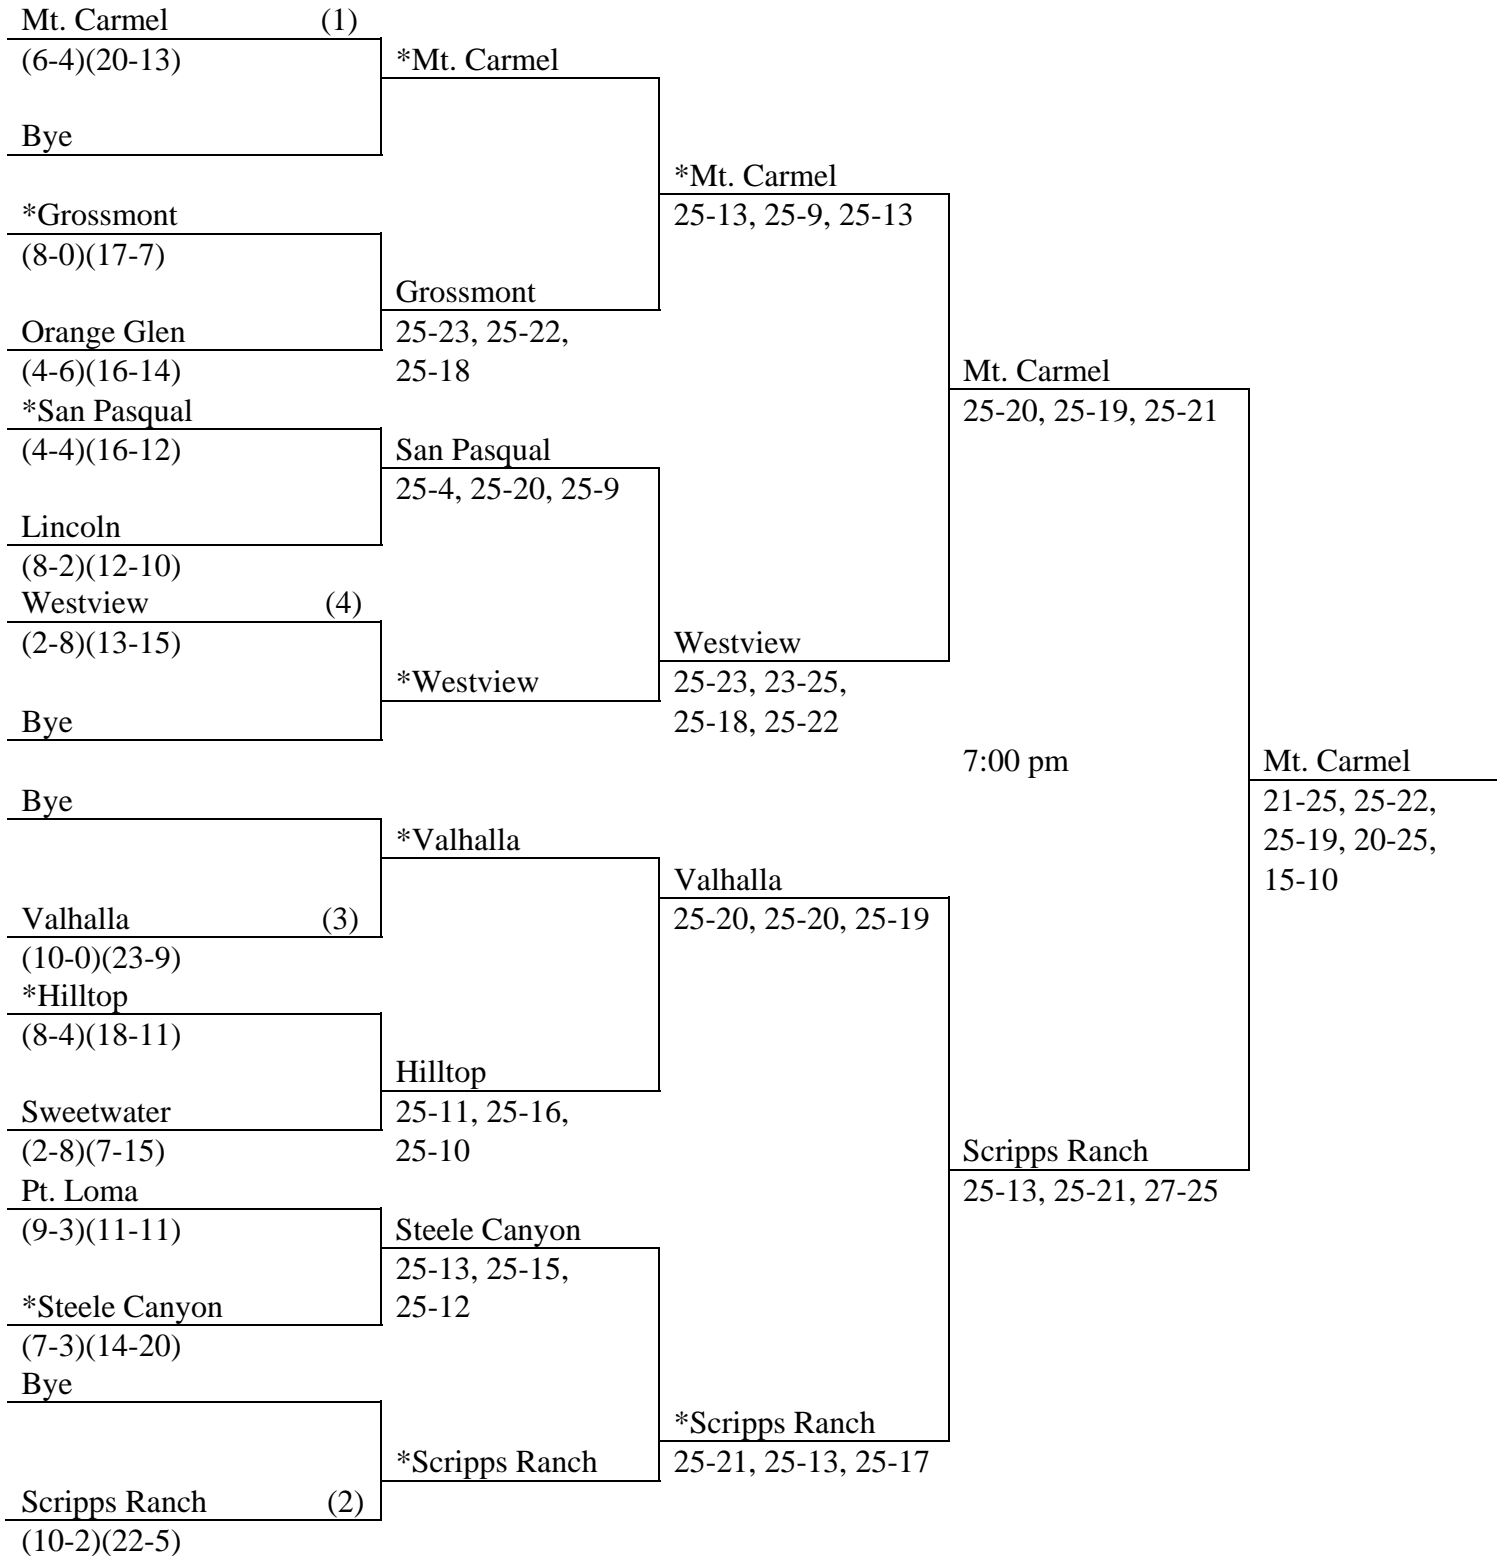 Mt. Carmel (1)
(6-4)(20-13)
*Mt. Carmel
Bye
*Mt. Carmel
*Grossmont
25-13, 25-9, 25-13
(8-0)(17-7)
Grossmont
Orange Glen
25-23, 25-22,
(4-6)(16-14)
25-18
Mt. Carmel
*San Pasqual
25-20, 25-19, 25-21
(4-4)(16-12)
San Pasqual
25-4, 25-20, 25-9
Lincoln
(8-2)(12-10)
Westview (4)
(2-8)(13-15)
Westview
*Westview
25-23, 23-25,
Bye
25-18, 25-22
7:00 pm
Mt. Carmel
Bye
21-25, 25-22,
*Valhalla
25-19, 20-25,
Valhalla
15-10
Valhalla (3)
25-20, 25-20, 25-19
(10-0)(23-9)
*Hilltop
(8-4)(18-11)
Hilltop
Sweetwater
25-11, 25-16,
(2-8)(7-15)
25-10
Scripps Ranch
Pt. Loma
25-13, 25-21, 27-25
(9-3)(11-11)
Steele Canyon
25-13, 25-15,
*Steele Canyon
25-12
(7-3)(14-20)
Bye
*Scripps Ranch
*Scripps Ranch
25-21, 25-13, 25-17
Scripps Ranch (2)
(10-2)(22-5)